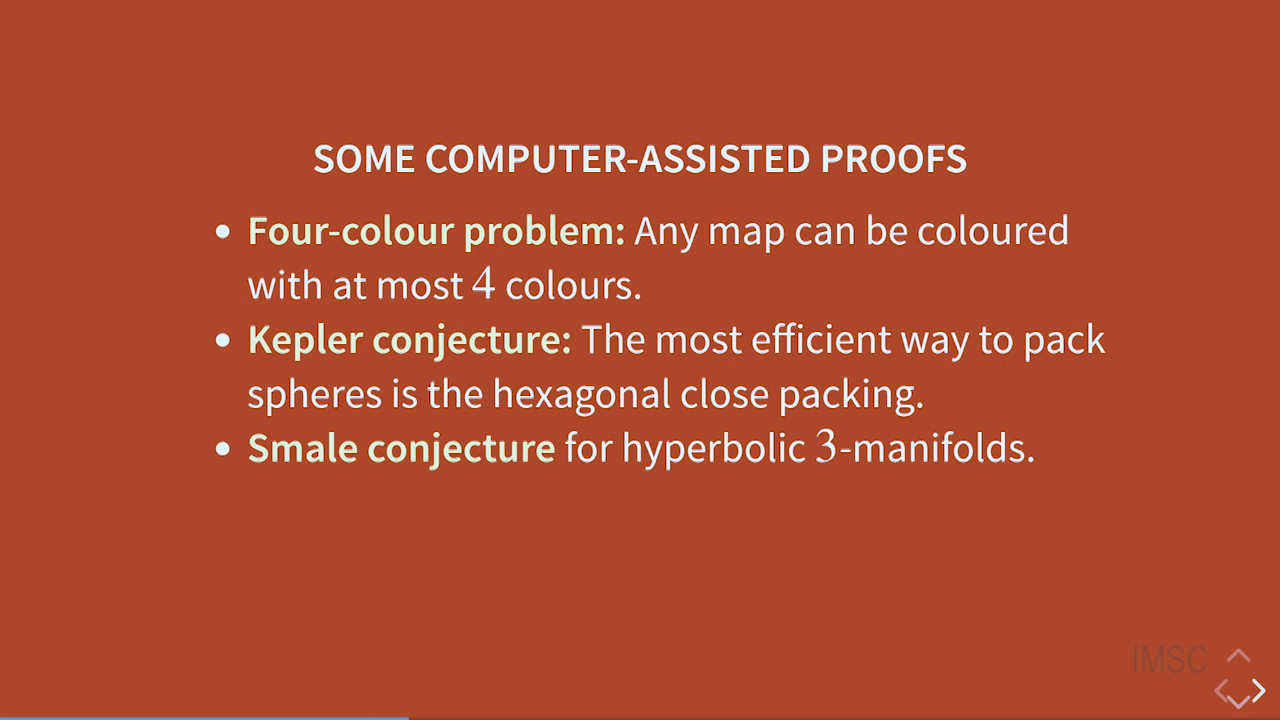 SOME COMPUTER-ASSISTED PROOFS
• Four-colour problem: Any map can be coloured
with at most 4 colours.
• Kepler conjecture: The most efficient way to pack
spheres is the hexagonal close packing.
• Smale conjecture for hyperbolic 3-manifolds.
IMSC